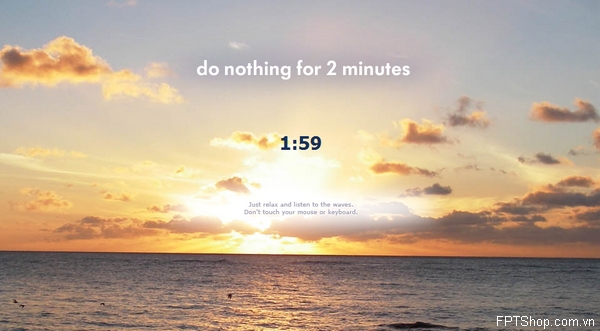 do nothing for 2 minutes
1:59
Just relax and listen to the waves.
Don't touch your mouse or keyboard.
FPTShop.com.vn